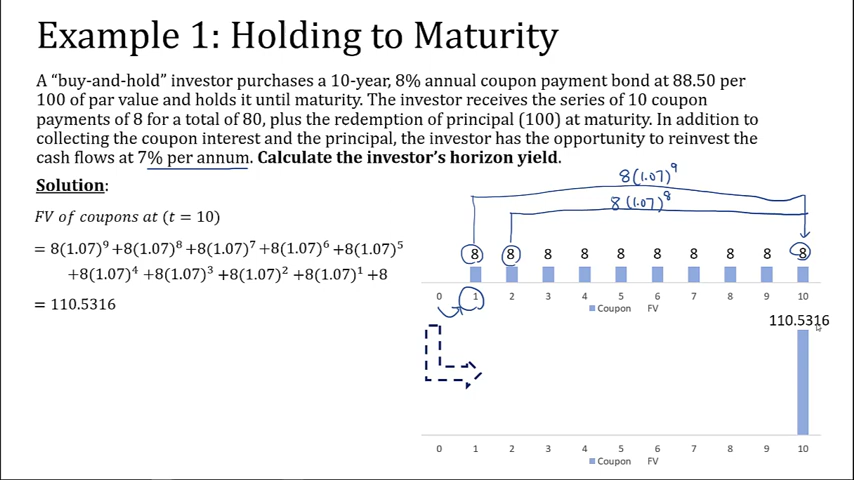 Example 1: Holding to Maturity
A “buy-and-hold” investor purchases a 10-year, 8% annual coupon payment bond at 88.50 per
100 of par value and holds it until maturity. The investor receives the series of 10 coupon
payments of 8 for a total of 80, plus the redemption of principal (100) at maturity. In addition to
collecting the coupon interest and the principal, the investor has the opportunity to reinvest the
cash flows at 7% per annum. Calculate the investor’s horizon yield.
Solution:
FV of coupons at (t = 10)
= 8(1.07)⁹ +8(1.07)⁸ +8(1.07)⁷ +8(1.07)⁶ +8(1.07)⁵
+8(1.07)⁴ +8(1.07)³ +8(1.07)² +8(1.07)¹ +8
= 110.5316
8(1.07)⁹
8(1.07)⁸
8 8 8 8 8 8 8 8 8 8
0 1 2 3 4 5 6 7 8 9 10
Coupon FV
110.5316
0 1 2 3 4 5 6 7 8 9 10
Coupon FV